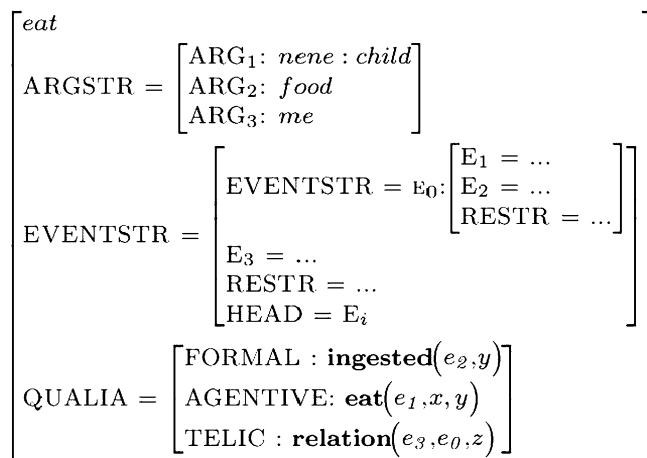 eat
ARG₁: nene : child
ARGSTR = ARG₂: food
ARG₃: me
E₁ = ...
EVENTSTR = E₀: E₂ = ...
RESTR = ...
EVENTSTR =
E₃ = ...
RESTR = ...
HEAD = Eᵢ
FORMAL : ingested(e₂,y)
QUALIA = AGENTIVE: eat(e₁,x,y)
TELIC : relation(e₃,e₀,z)